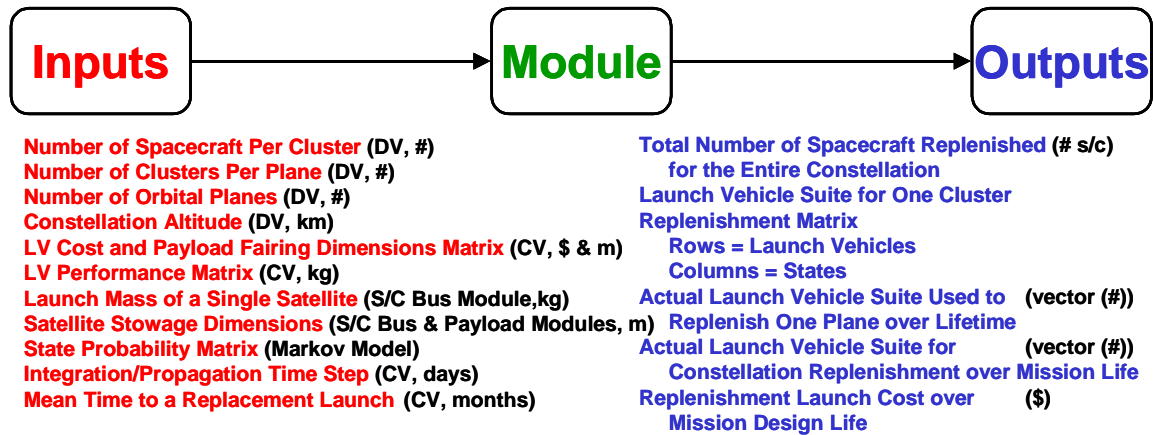 Inputs
Module
Outputs
Number of Spacecraft Per Cluster (DV, #)
Number of Clusters Per Plane (DV, #)
Number of Orbital Planes (DV, #)
Constellation Altitude (DV, km)
LV Cost and Payload Fairing Dimensions Matrix (CV, $ & m)
LV Performance Matrix (CV, kg)
Launch Mass of a Single Satellite (S/C Bus Module,kg)
Satellite Stowage Dimensions (S/C Bus & Payload Modules, m)
State Probability Matrix (Markov Model)
Integration/Propagation Time Step (CV, days)
Mean Time to a Replacement Launch (CV, months)
Total Number of Spacecraft Replenished (# s/c)
for the Entire Constellation
Launch Vehicle Suite for One Cluster
Replenishment Matrix
Rows = Launch Vehicles
Columns = States
Actual Launch Vehicle Suite Used to (vector (#))
Replenish One Plane over Lifetime
Actual Launch Vehicle Suite for (vector (#))
Constellation Replenishment over Mission Life
Replenishment Launch Cost over ($)
Mission Design Life